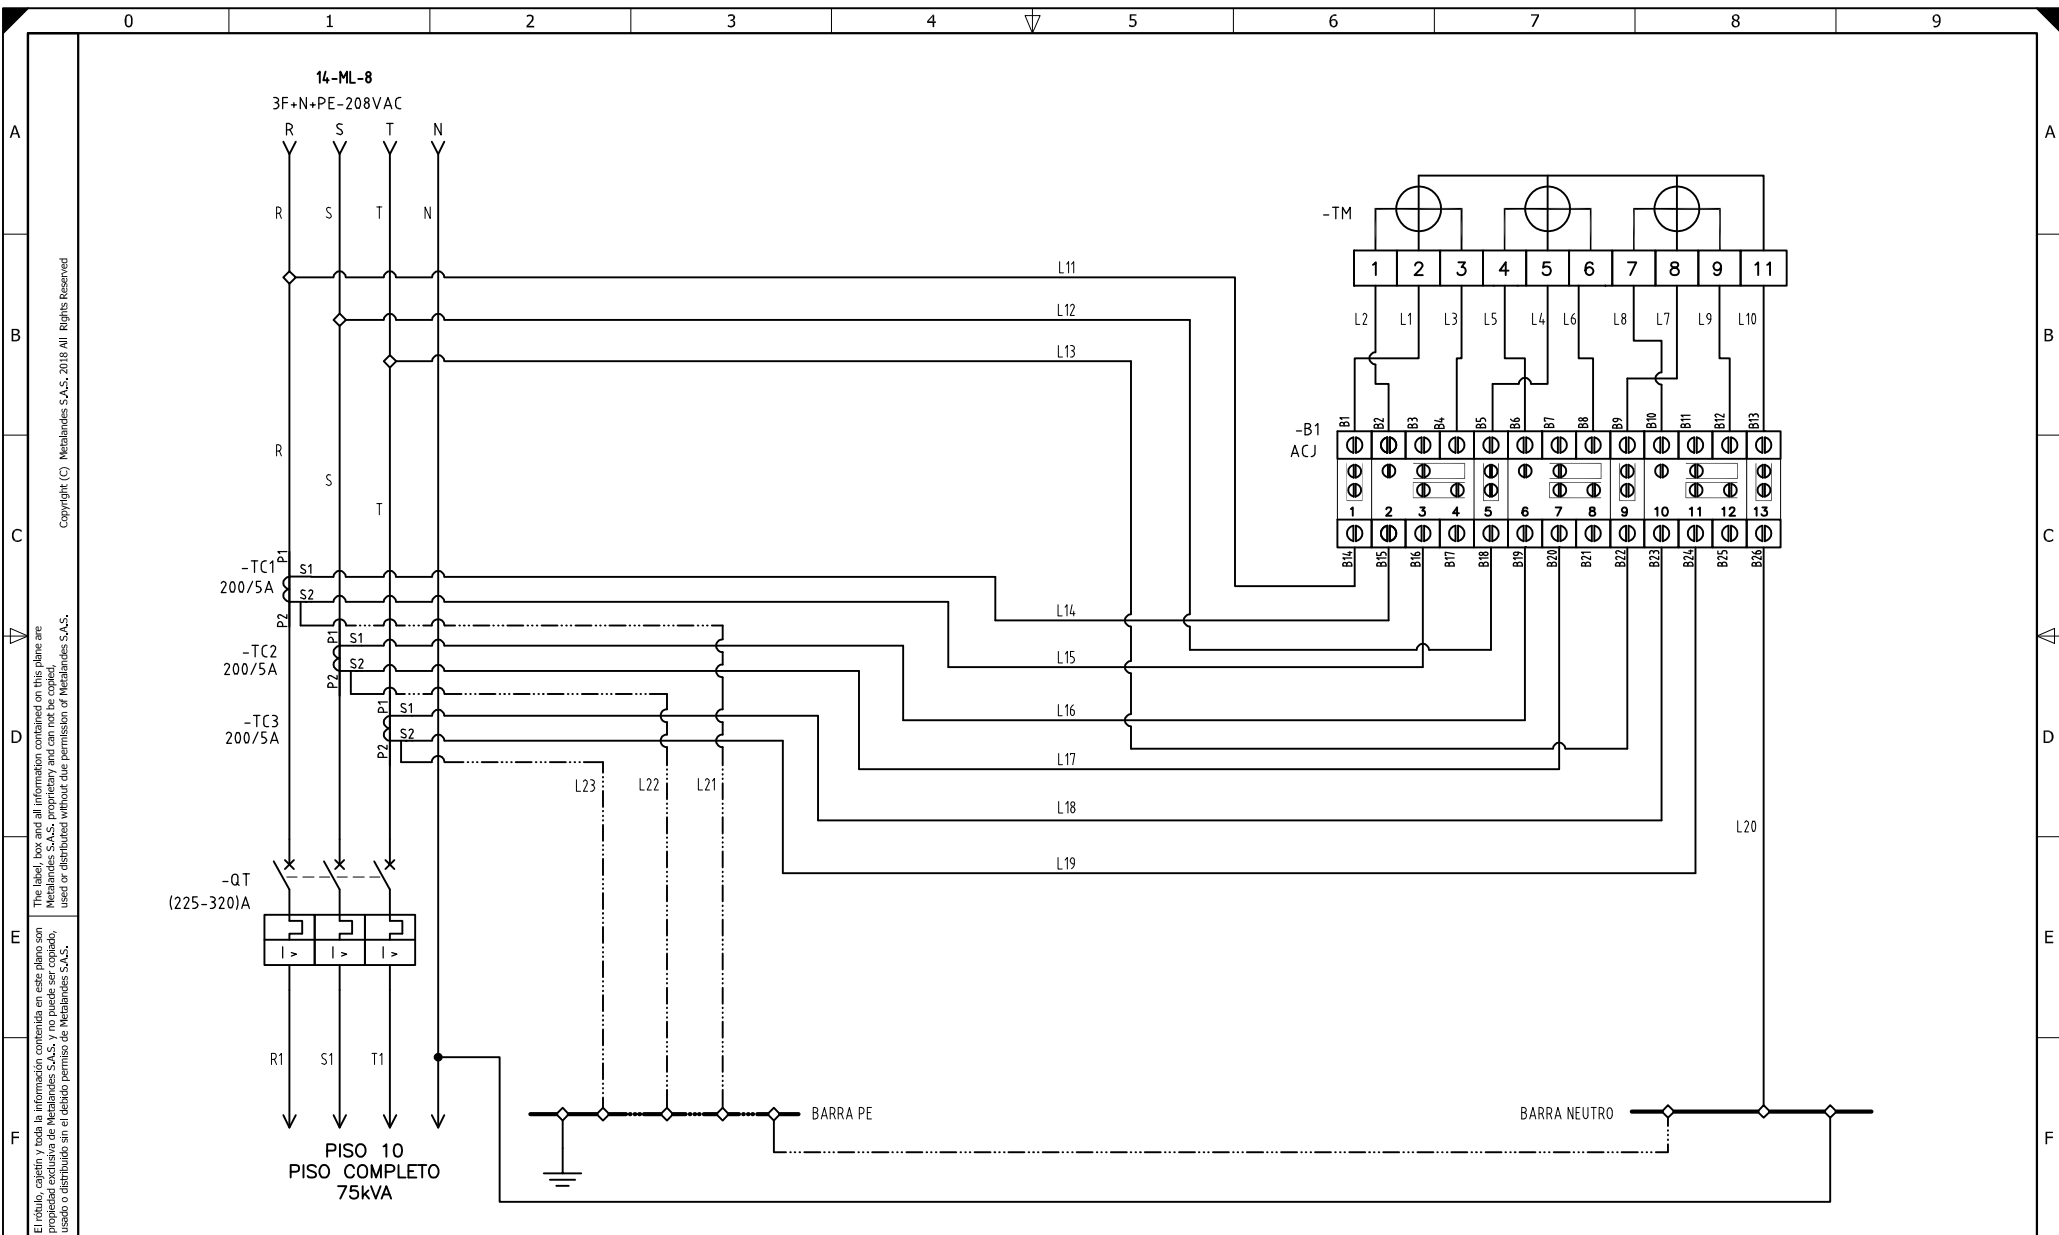 0 1 2 3 4 5 6 7 8 9
14-ML-8
3F+N+PE-208VAC
A R S T N A
-TM
R S T N
1 2 3 4 5 6 7 8 9 11
L11
L12
L13
L2 L1 L3 L5 L4 L6 L8 L7 L9 L10
B B
-B1
ACJ
B1 B2 B3 B4 B5 B6 B7 B8 B9 B10 B11 B12 B13
R
S
T
1 2 3 4 5 6 7 8 9 10 11 12 13
B14 B15 B16 B17 B18 B19 B20 B21 B22 B23 B24 B25 B26
C C
-TC1
200/5A
P1
S1
S2
P2
L14
-TC2
200/5A
P1
S1
S2
P2
L15
-TC3
200/5A
P1
S1
S2
P2
L16
D D
L17
L23 L22 L21
L18
L20
L19
-QT
(225-320)A
I > I > I >
E E
R1 S1 T1
BARRA PE
BARRA NEUTRO
F F
PISO 10
PISO COMPLETO
75kVA
Copyright (C) Metalandes S.A.S. 2018 All Rights Reserved
The label, box and all information contained on this plane are
Metalandes S.A.S. proprietary and can not be copied,
used or distributed without due permission of Metalandes S.A.S.
El rótulo, cajetín y toda la información contenida en este plano son
propiedad exclusiva de Metalandes S.A.S. y no puede ser copiado,
usado o distribuido sin el debido permiso de Metalandes S.A.S.